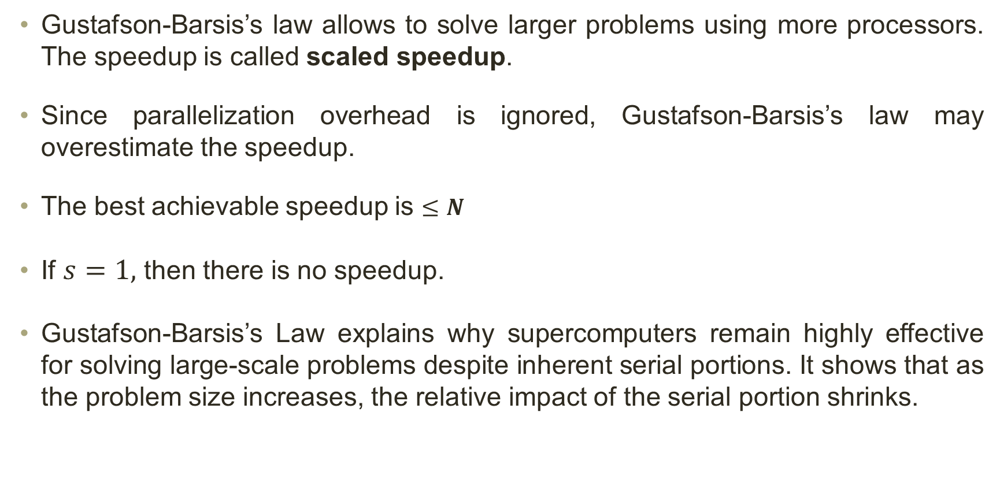 • Gustafson-Barsis’s law allows to solve larger problems using more processors.
The speedup is called scaled speedup.
• Since parallelization overhead is ignored, Gustafson-Barsis’s law may
overestimate the speedup.
• The best achievable speedup is ≤ N
• If s = 1, then there is no speedup.
• Gustafson-Barsis’s Law explains why supercomputers remain highly effective
for solving large-scale problems despite inherent serial portions. It shows that as
the problem size increases, the relative impact of the serial portion shrinks.